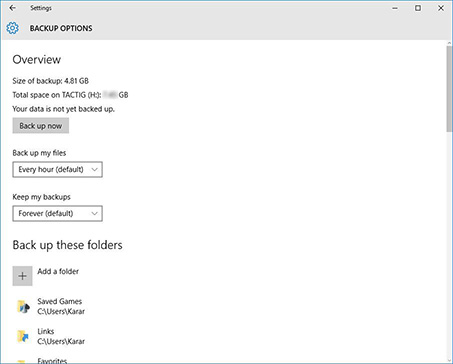 Settings
BACKUP OPTIONS
Overview
Size of backup: 4.81 GB
Total space on TACTIG (H:): GB
Your data is not yet backed up.
Back up now
Back up my files
Every hour (default)
Keep my backups
Forever (default)
Back up these folders
Add a folder
Saved Games
C:\Users\Karar
Links
C:\Users\Karar
Favorites